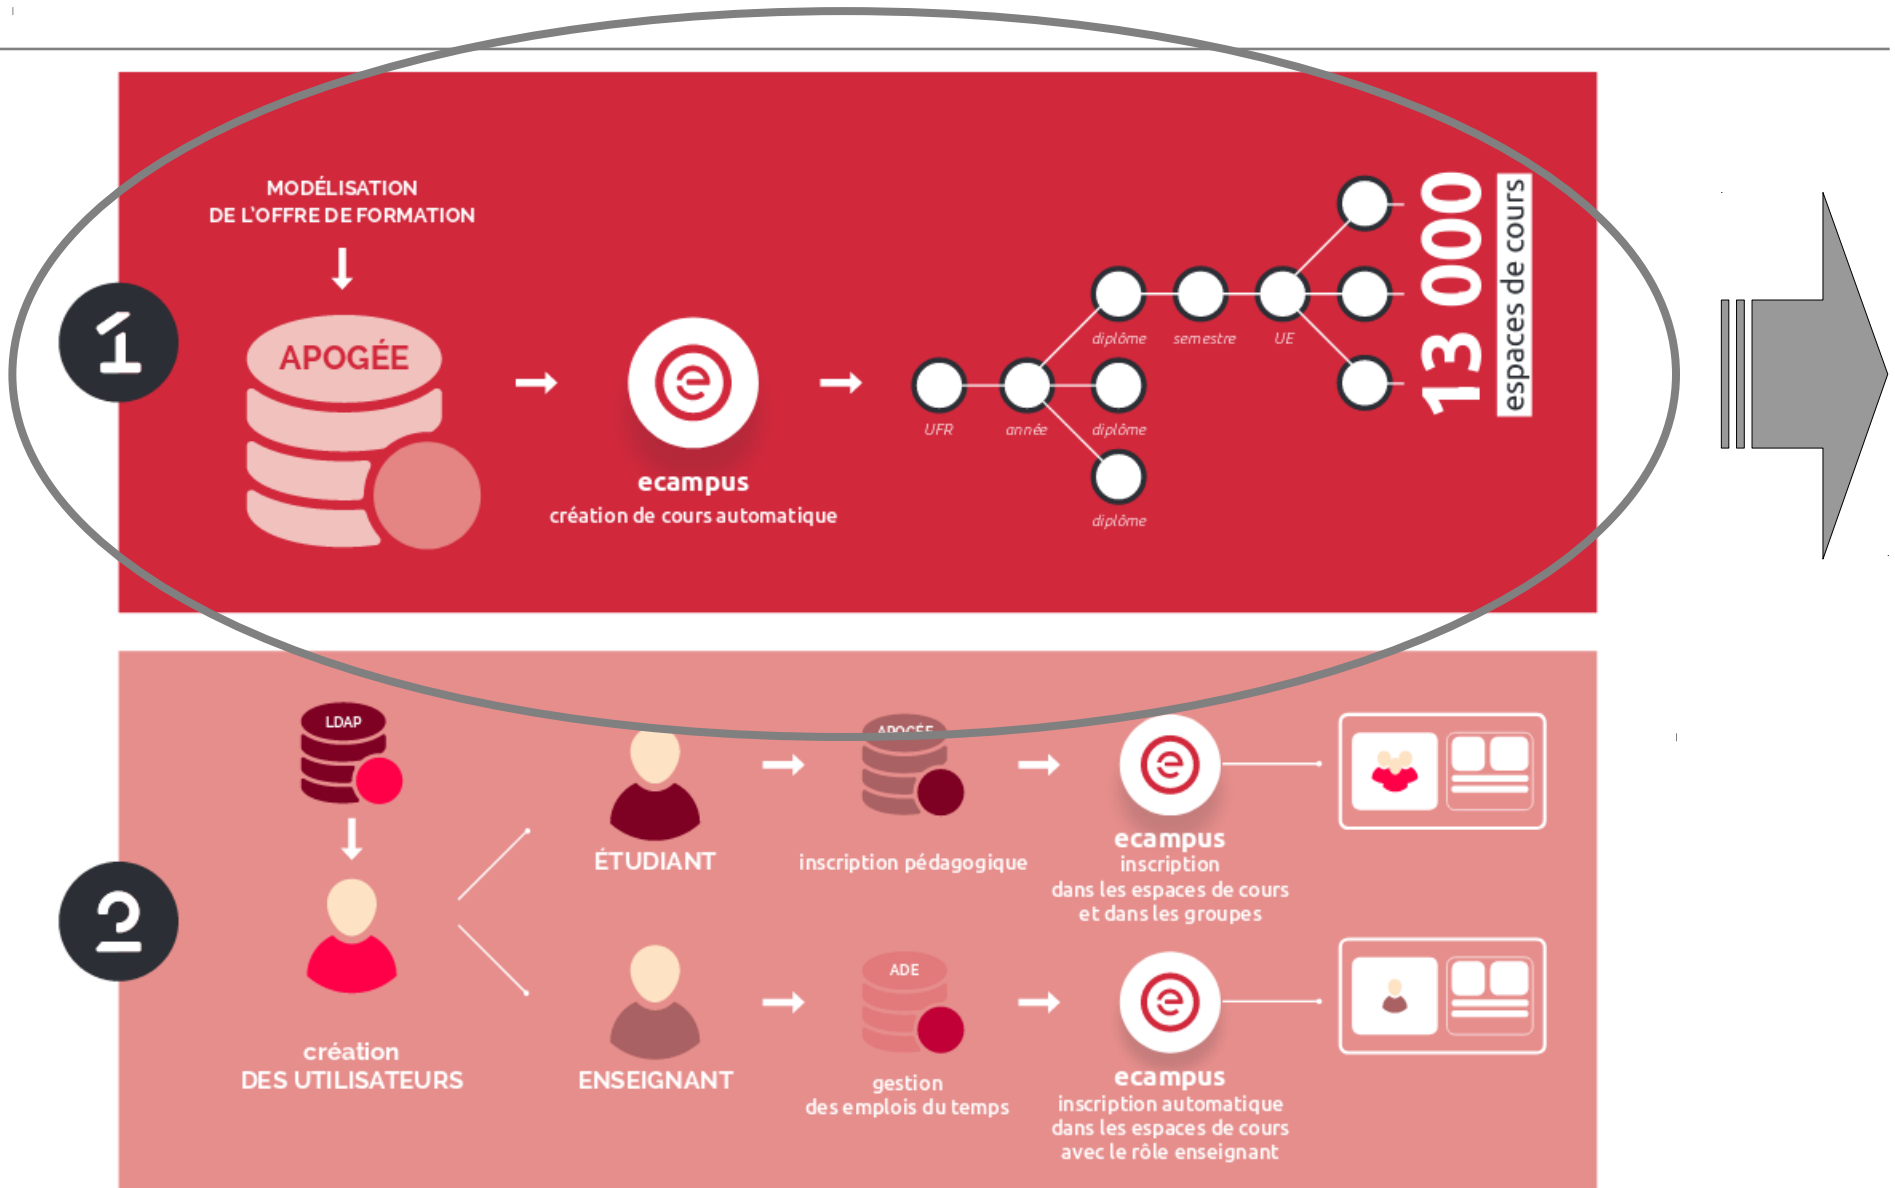 1
MODÉLISATION
DE L'OFFRE DE FORMATION
APOGÉE
ecampus
création de cours automatique
UFR
année
diplôme
diplôme
diplôme
semestre
UE
13 000
espaces de cours
2
LDAP
création
DES UTILISATEURS
ÉTUDIANT
APOGÉE
inscription pédagogique
ecampus
inscription
dans les espaces de cours
et dans les groupes
ENSEIGNANT
ADE
gestion
des emplois du temps
ecampus
inscription automatique
dans les espaces de cours
avec le rôle enseignant